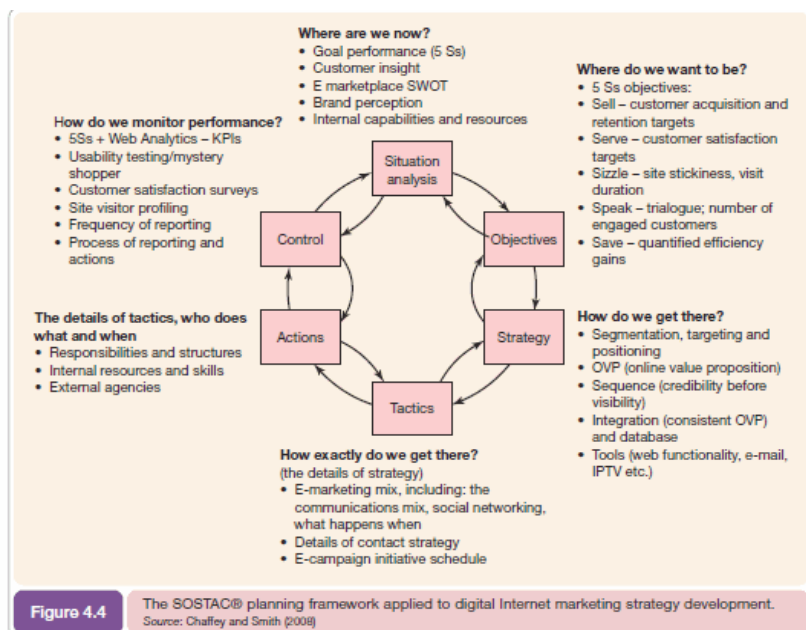 Where are we now?
• Goal performance (5 Ss)
• Customer insight
• E marketplace SWOT
• Brand perception
• Internal capabilities and resources
Where do we want to be?
• 5 Ss objectives:
• Sell – customer acquisition and
retention targets
• Serve – customer satisfaction
targets
• Sizzle – site stickiness, visit
duration
• Speak – trialogue; number of
engaged customers
• Save – quantified efficiency
gains
How do we monitor performance?
• 5Ss + Web Analytics – KPIs
• Usability testing/mystery
shopper
• Customer satisfaction surveys
• Site visitor profiling
• Frequency of reporting
• Process of reporting and
actions
Situation
analysis
Control
Objectives
Actions
Strategy
Tactics
The details of tactics, who does
what and when
• Responsibilities and structures
• Internal resources and skills
• External agencies
How do we get there?
• Segmentation, targeting and
positioning
• OVP (online value proposition)
• Sequence (credibility before
visibility)
• Integration (consistent OVP)
and database
• Tools (web functionality, e-mail,
IPTV etc.)
How exactly do we get there?
(the details of strategy)
• E-marketing mix, including: the
communications mix, social networking,
what happens when
• Details of contact strategy
• E-campaign initiative schedule
Figure 4.4
The SOSTAC® planning framework applied to digital Internet marketing strategy development.
Source: Chaffey and Smith (2008)